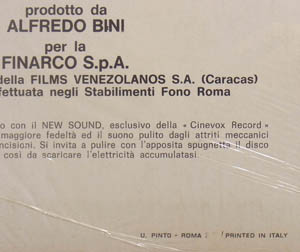 prodotto da
ALFREDO BINI
per la
FINARCO S.p.A.
della FILMS VENEZOLANOS S.A. (Caracas)
fettuata negli Stabilimenti Fono Roma
o con il NEW SOUND, esclusivo della « Cinevox Record »
maggiore fedeltà ed il suono pulito dagli attriti meccanici
ncisioni. Si invita a pulire con l'apposita spugnetta il disco
così da scaricare l'elettricità accumulatasi.
U. PINTO - ROMA PRINTED IN ITALY